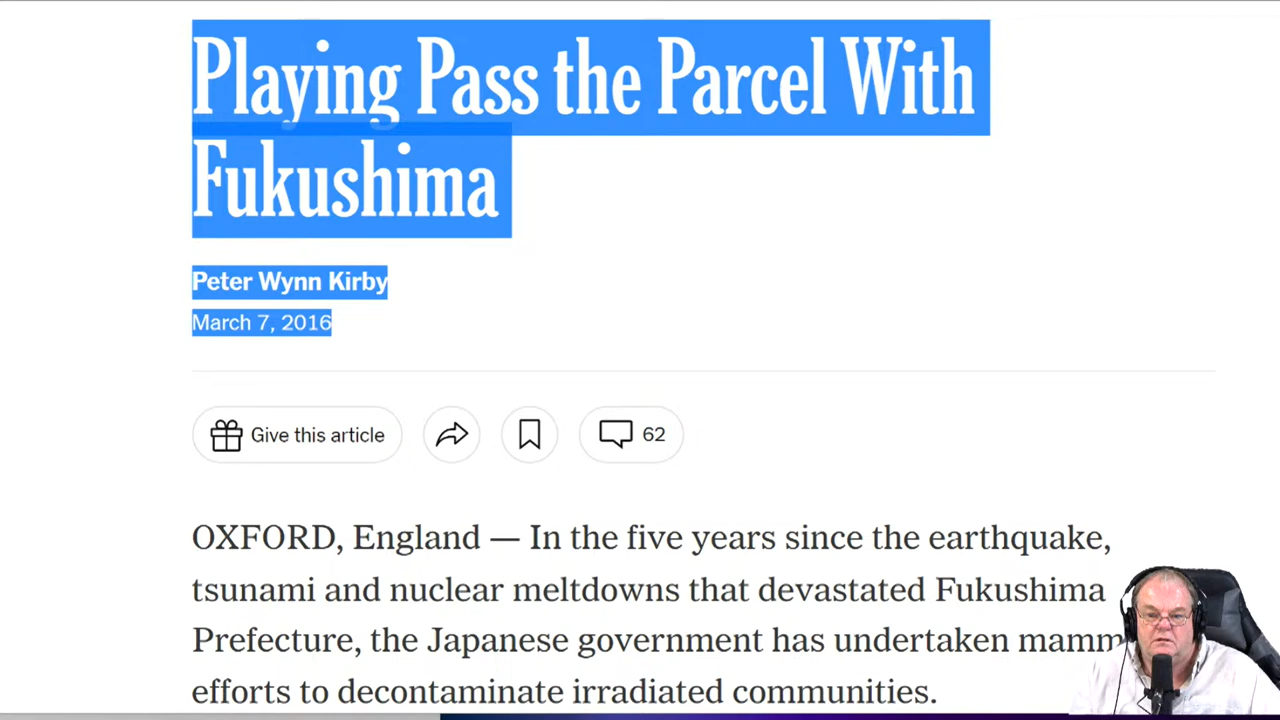 Playing Pass the Parcel With
Fukushima
Peter Wynn Kirby
March 7, 2016
Give this article
62
OXFORD, England — In the five years since the earthquake,
tsunami and nuclear meltdowns that devastated Fukushima
Prefecture, the Japanese government has undertaken mamm
efforts to decontaminate irradiated communities.